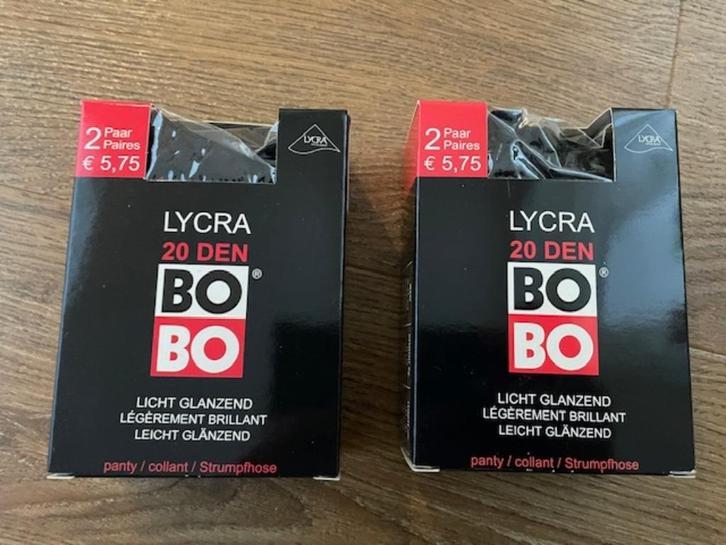 2 Paar
Paires
€ 5,75
LYCRA
LYCRA
20 DEN
BO®
BO
LICHT GLANZEND
LÉGÈREMENT BRILLANT
LEICHT GLÄNZEND
panty / collant / Strumpfhose
2 Paar
Paires
€ 5,75
LYCRA
LYCRA
20 DEN
BO®
BO
LICHT GLANZEND
LÉGÈREMENT BRILLANT
LEICHT GLÄNZEND
panty / collant / Strumpfhose